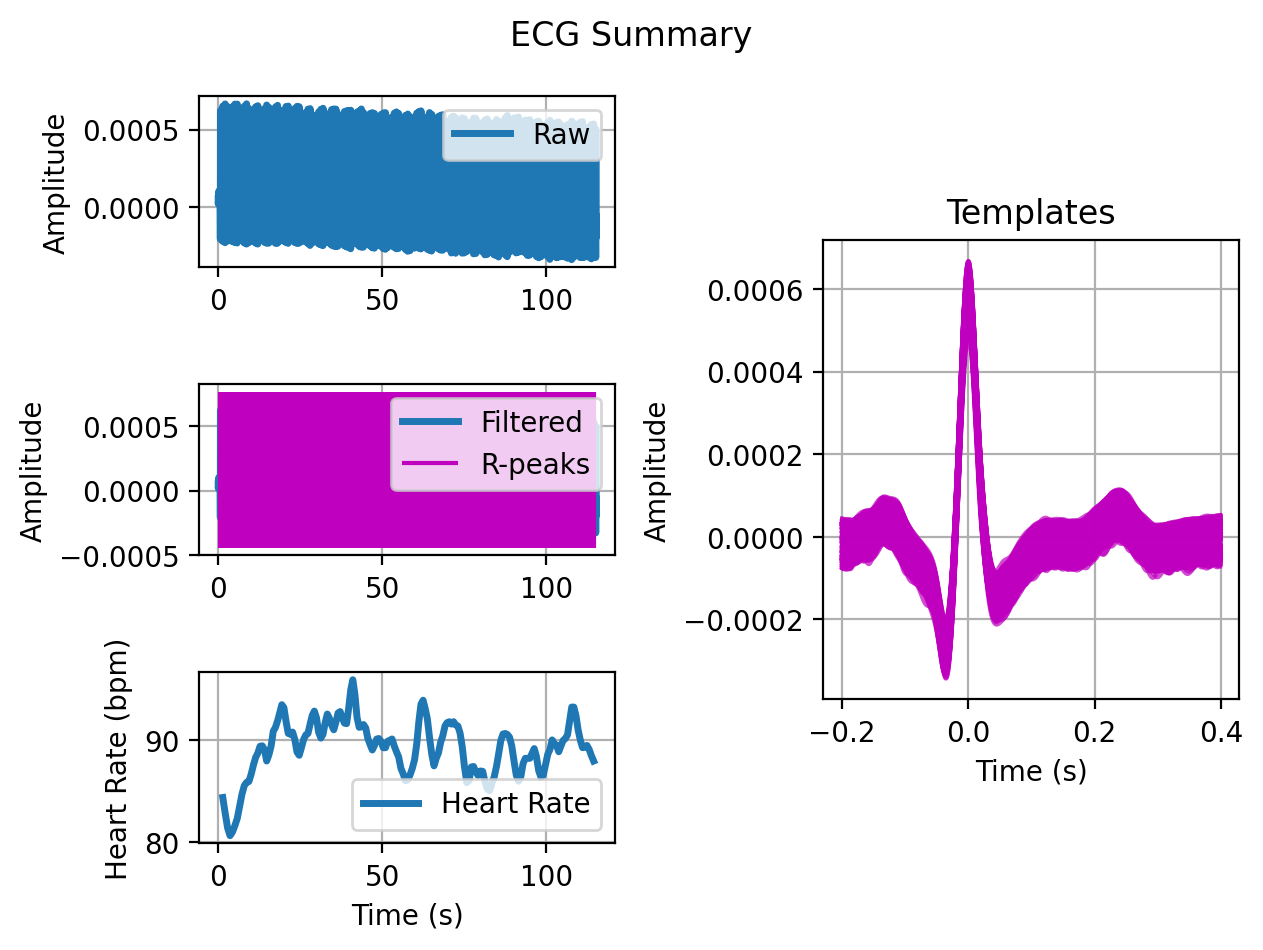 ECG Summary
Amplitude
0.0005
0.0000
Raw
0 50 100
Amplitude
0.0005
0.0000
−0.0005
Filtered
R-peaks
0 50 100
Heart Rate (bpm)
90
80
Heart Rate
0 50 100
Time (s)
Templates
Amplitude
0.0006
0.0004
0.0002
0.0000
−0.0002
−0.2 0.0 0.2 0.4
Time (s)